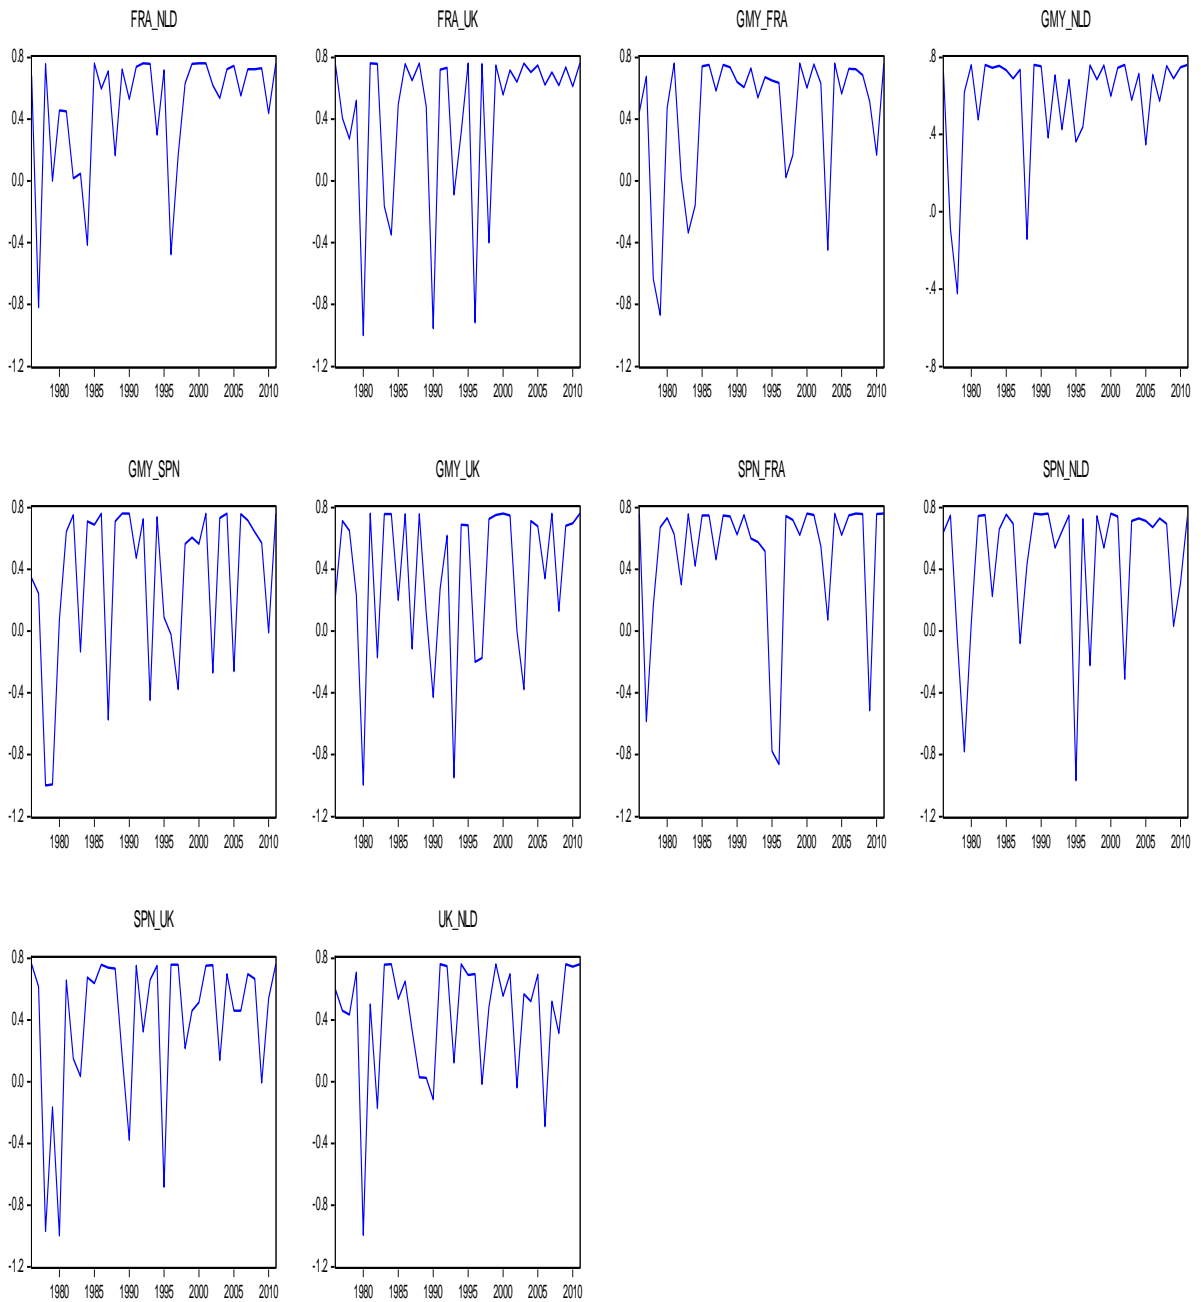 FRA_NLD FRA_UK GMY_FRA GMY_NLD
0.8 0.8 0.8 .8
0.4 0.4 0.4 .4
0.0 0.0 0.0 .0
-0.4 -0.4 -0.4 -.4
-0.8 -0.8 -0.8
-1.2 -1.2 -1.2 -.8
1980 1985 1990 1995 2000 2005 2010 1980 1985 1990 1995 2000 2005 2010 1980 1985 1990 1995 2000 2005 2010 1980 1985 1990 1995 2000 2005 2010
GMY_SPN GMY_UK SPN_FRA SPN_NLD
0.8 0.8 0.8 0.8
0.4 0.4 0.4 0.4
0.0 0.0 0.0 0.0
-0.4 -0.4 -0.4 -0.4
-0.8 -0.8 -0.8 -0.8
-1.2 -1.2 -1.2 -1.2
1980 1985 1990 1995 2000 2005 2010 1980 1985 1990 1995 2000 2005 2010 1980 1985 1990 1995 2000 2005 2010 1980 1985 1990 1995 2000 2005 2010
SPN_UK UK_NLD
0.8 0.8
0.4 0.4
0.0 0.0
-0.4 -0.4
-0.8 -0.8
-1.2 -1.2
1980 1985 1990 1995 2000 2005 2010 1980 1985 1990 1995 2000 2005 2010